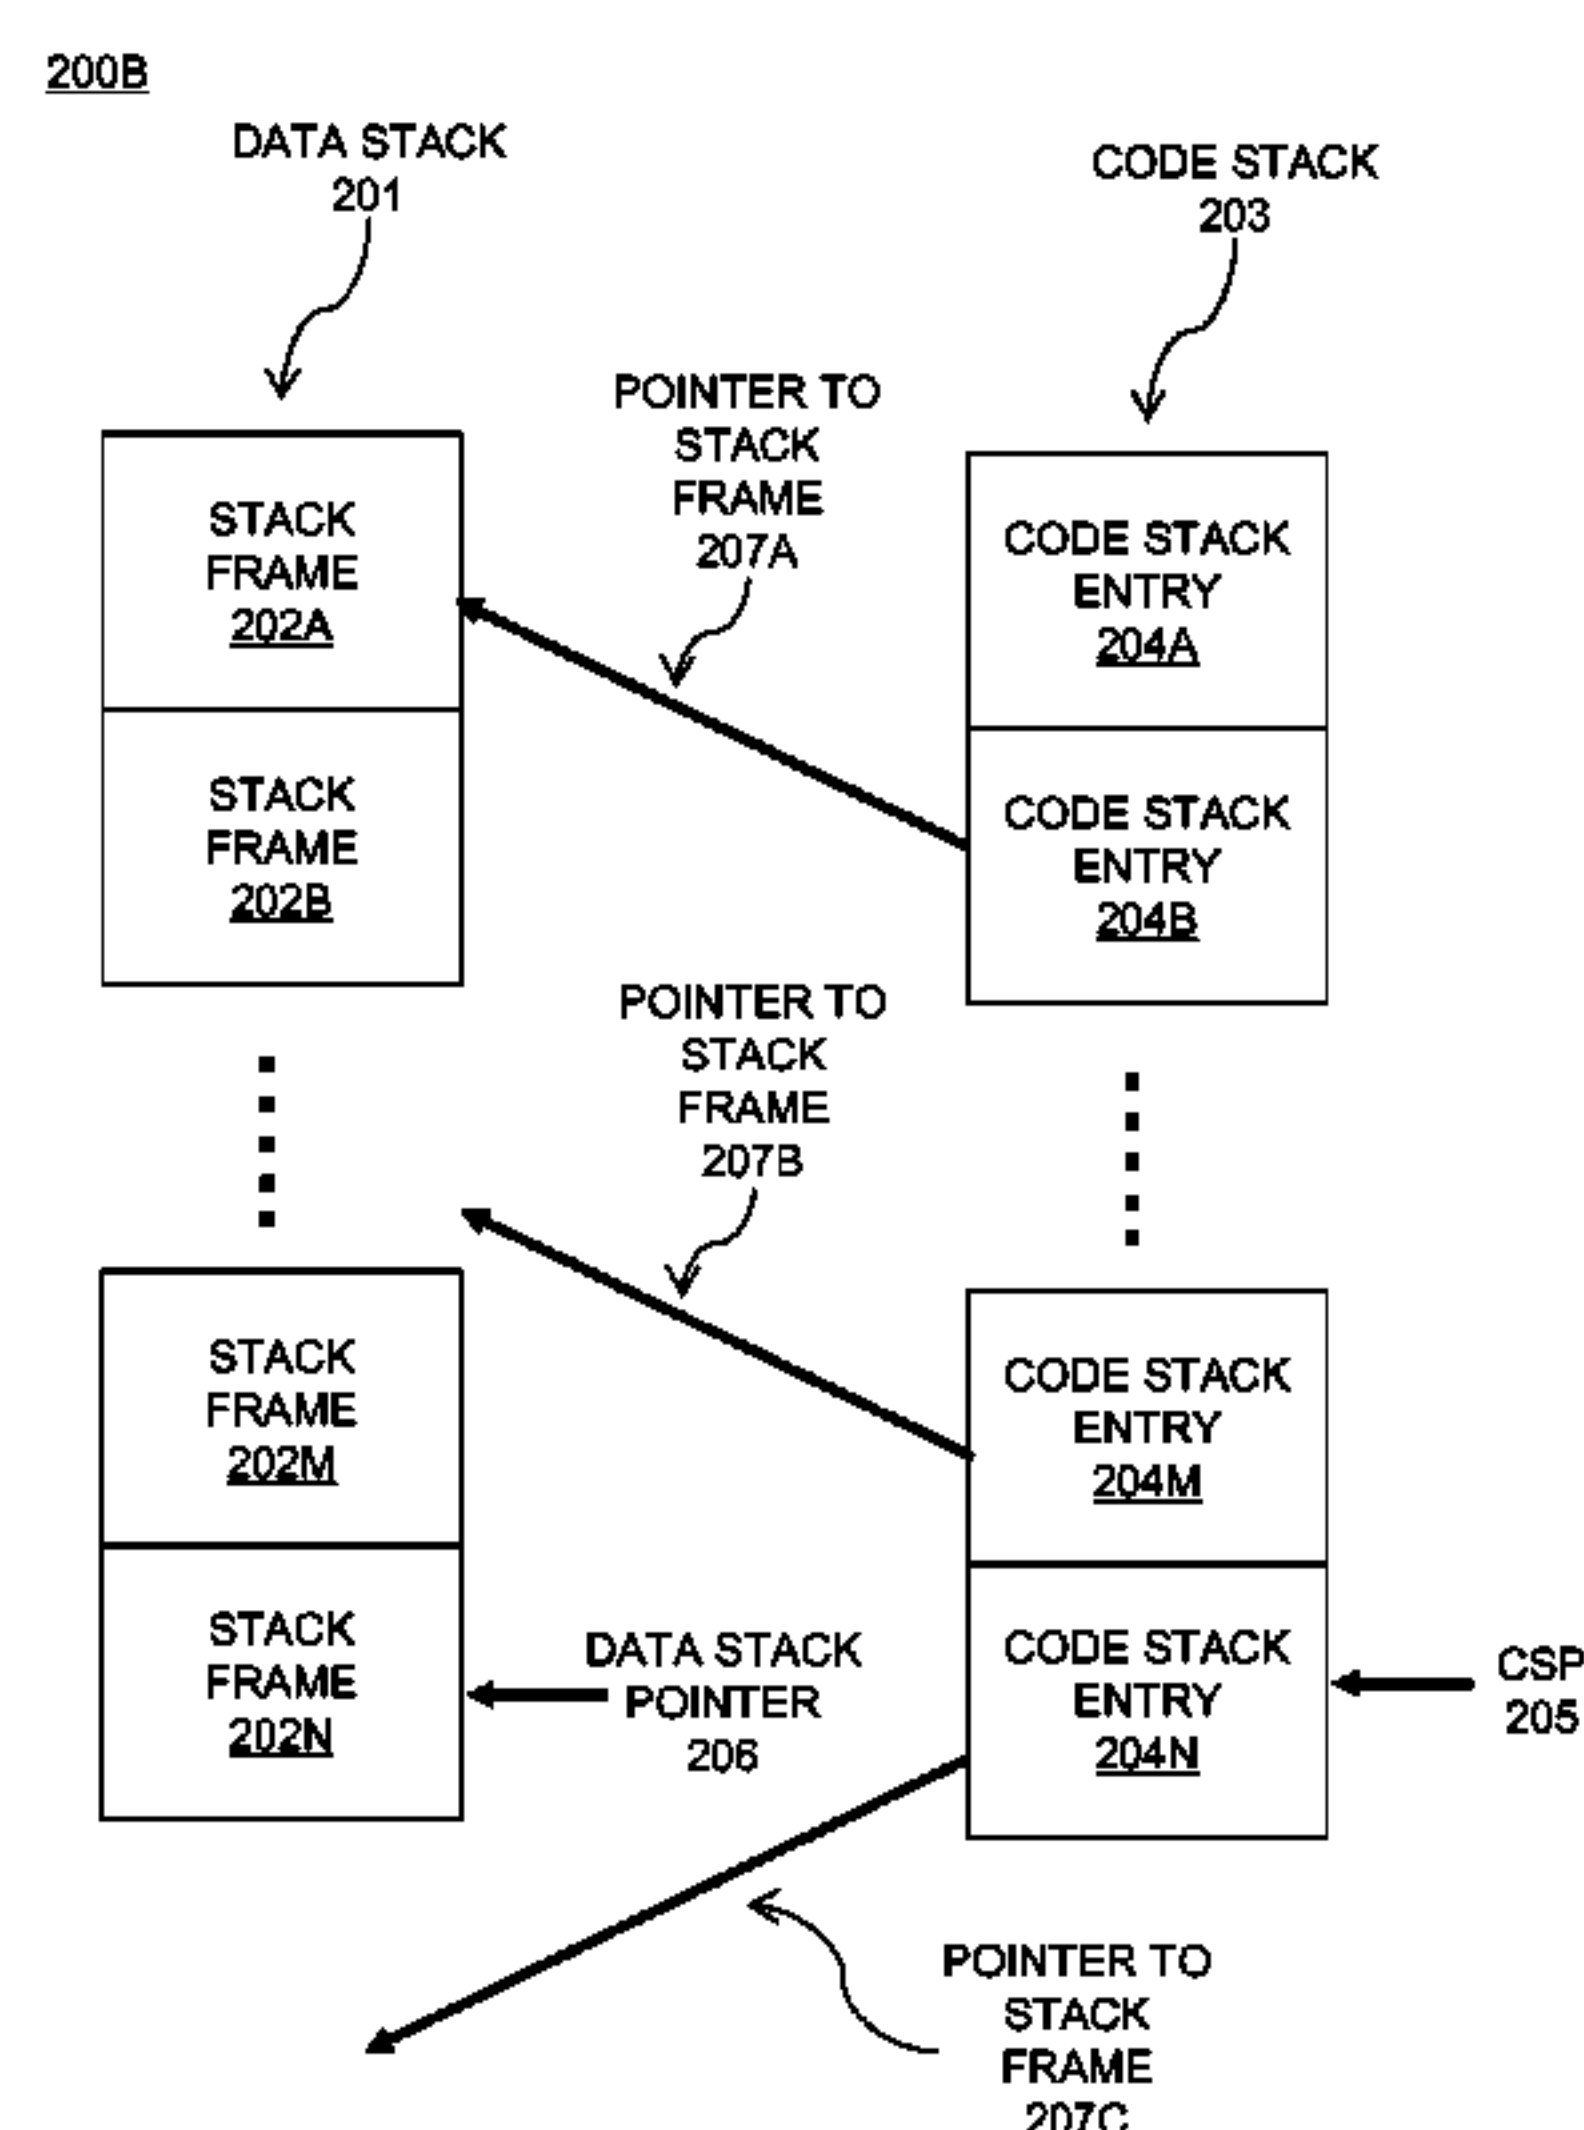 200B
DATA STACK
201
CODE STACK
203
POINTER TO
STACK
FRAME
207A
STACK
FRAME
202A
CODE STACK
ENTRY
204A
STACK
FRAME
202B
CODE STACK
ENTRY
204B
POINTER TO
STACK
FRAME
207B
STACK
FRAME
202M
CODE STACK
ENTRY
204M
STACK
FRAME
202N
DATA STACK
POINTER
206
CODE STACK
ENTRY
204N
CSP
205
POINTER TO
STACK
FRAME
207C